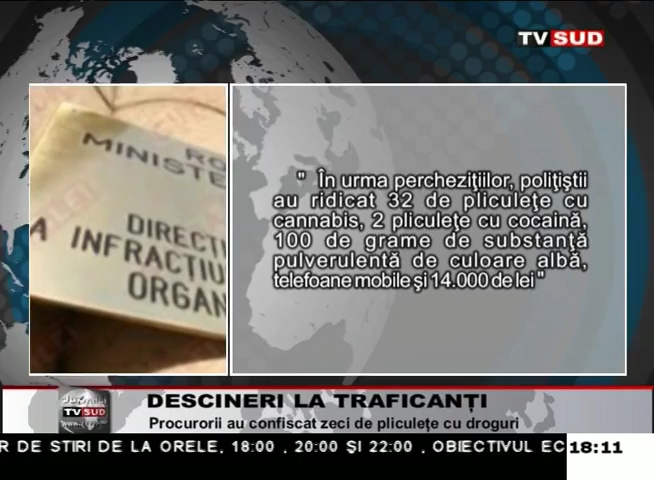 TV SUD
RO
MINISTE
DIRECT
A INFRACTIU
ORGAN
" În urma percheziţiilor, poliţiştii
au ridicat 32 de pliculeţe cu
cannabis, 2 pliculeţe cu cocaină,
100 de grame de substanţă
pulverulentă de culoare albă,
telefoane mobile şi 14.000 de lei "
DESCINERI LA TRAFICANȚI
TV SUD
Procurorii au confiscat zeci de pliculețe cu droguri
R DE STIRI DE LA ORELE, 18:00 , 20:00 ŞI 22:00 , OBIECTIVUL EC
18:11